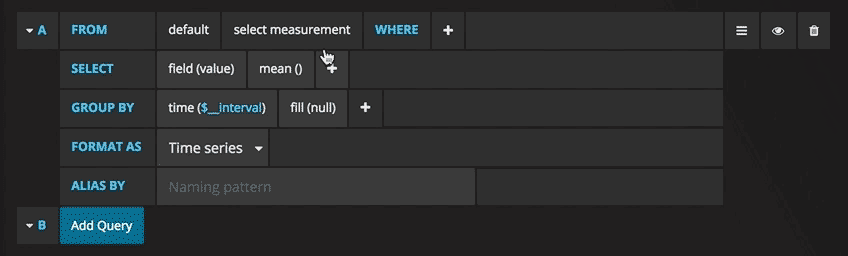 A FROM default select measurement WHERE +
SELECT field (value) mean () +
GROUP BY time ($__interval) fill (null) +
FORMAT AS Time series
ALIAS BY Naming pattern
B Add Query